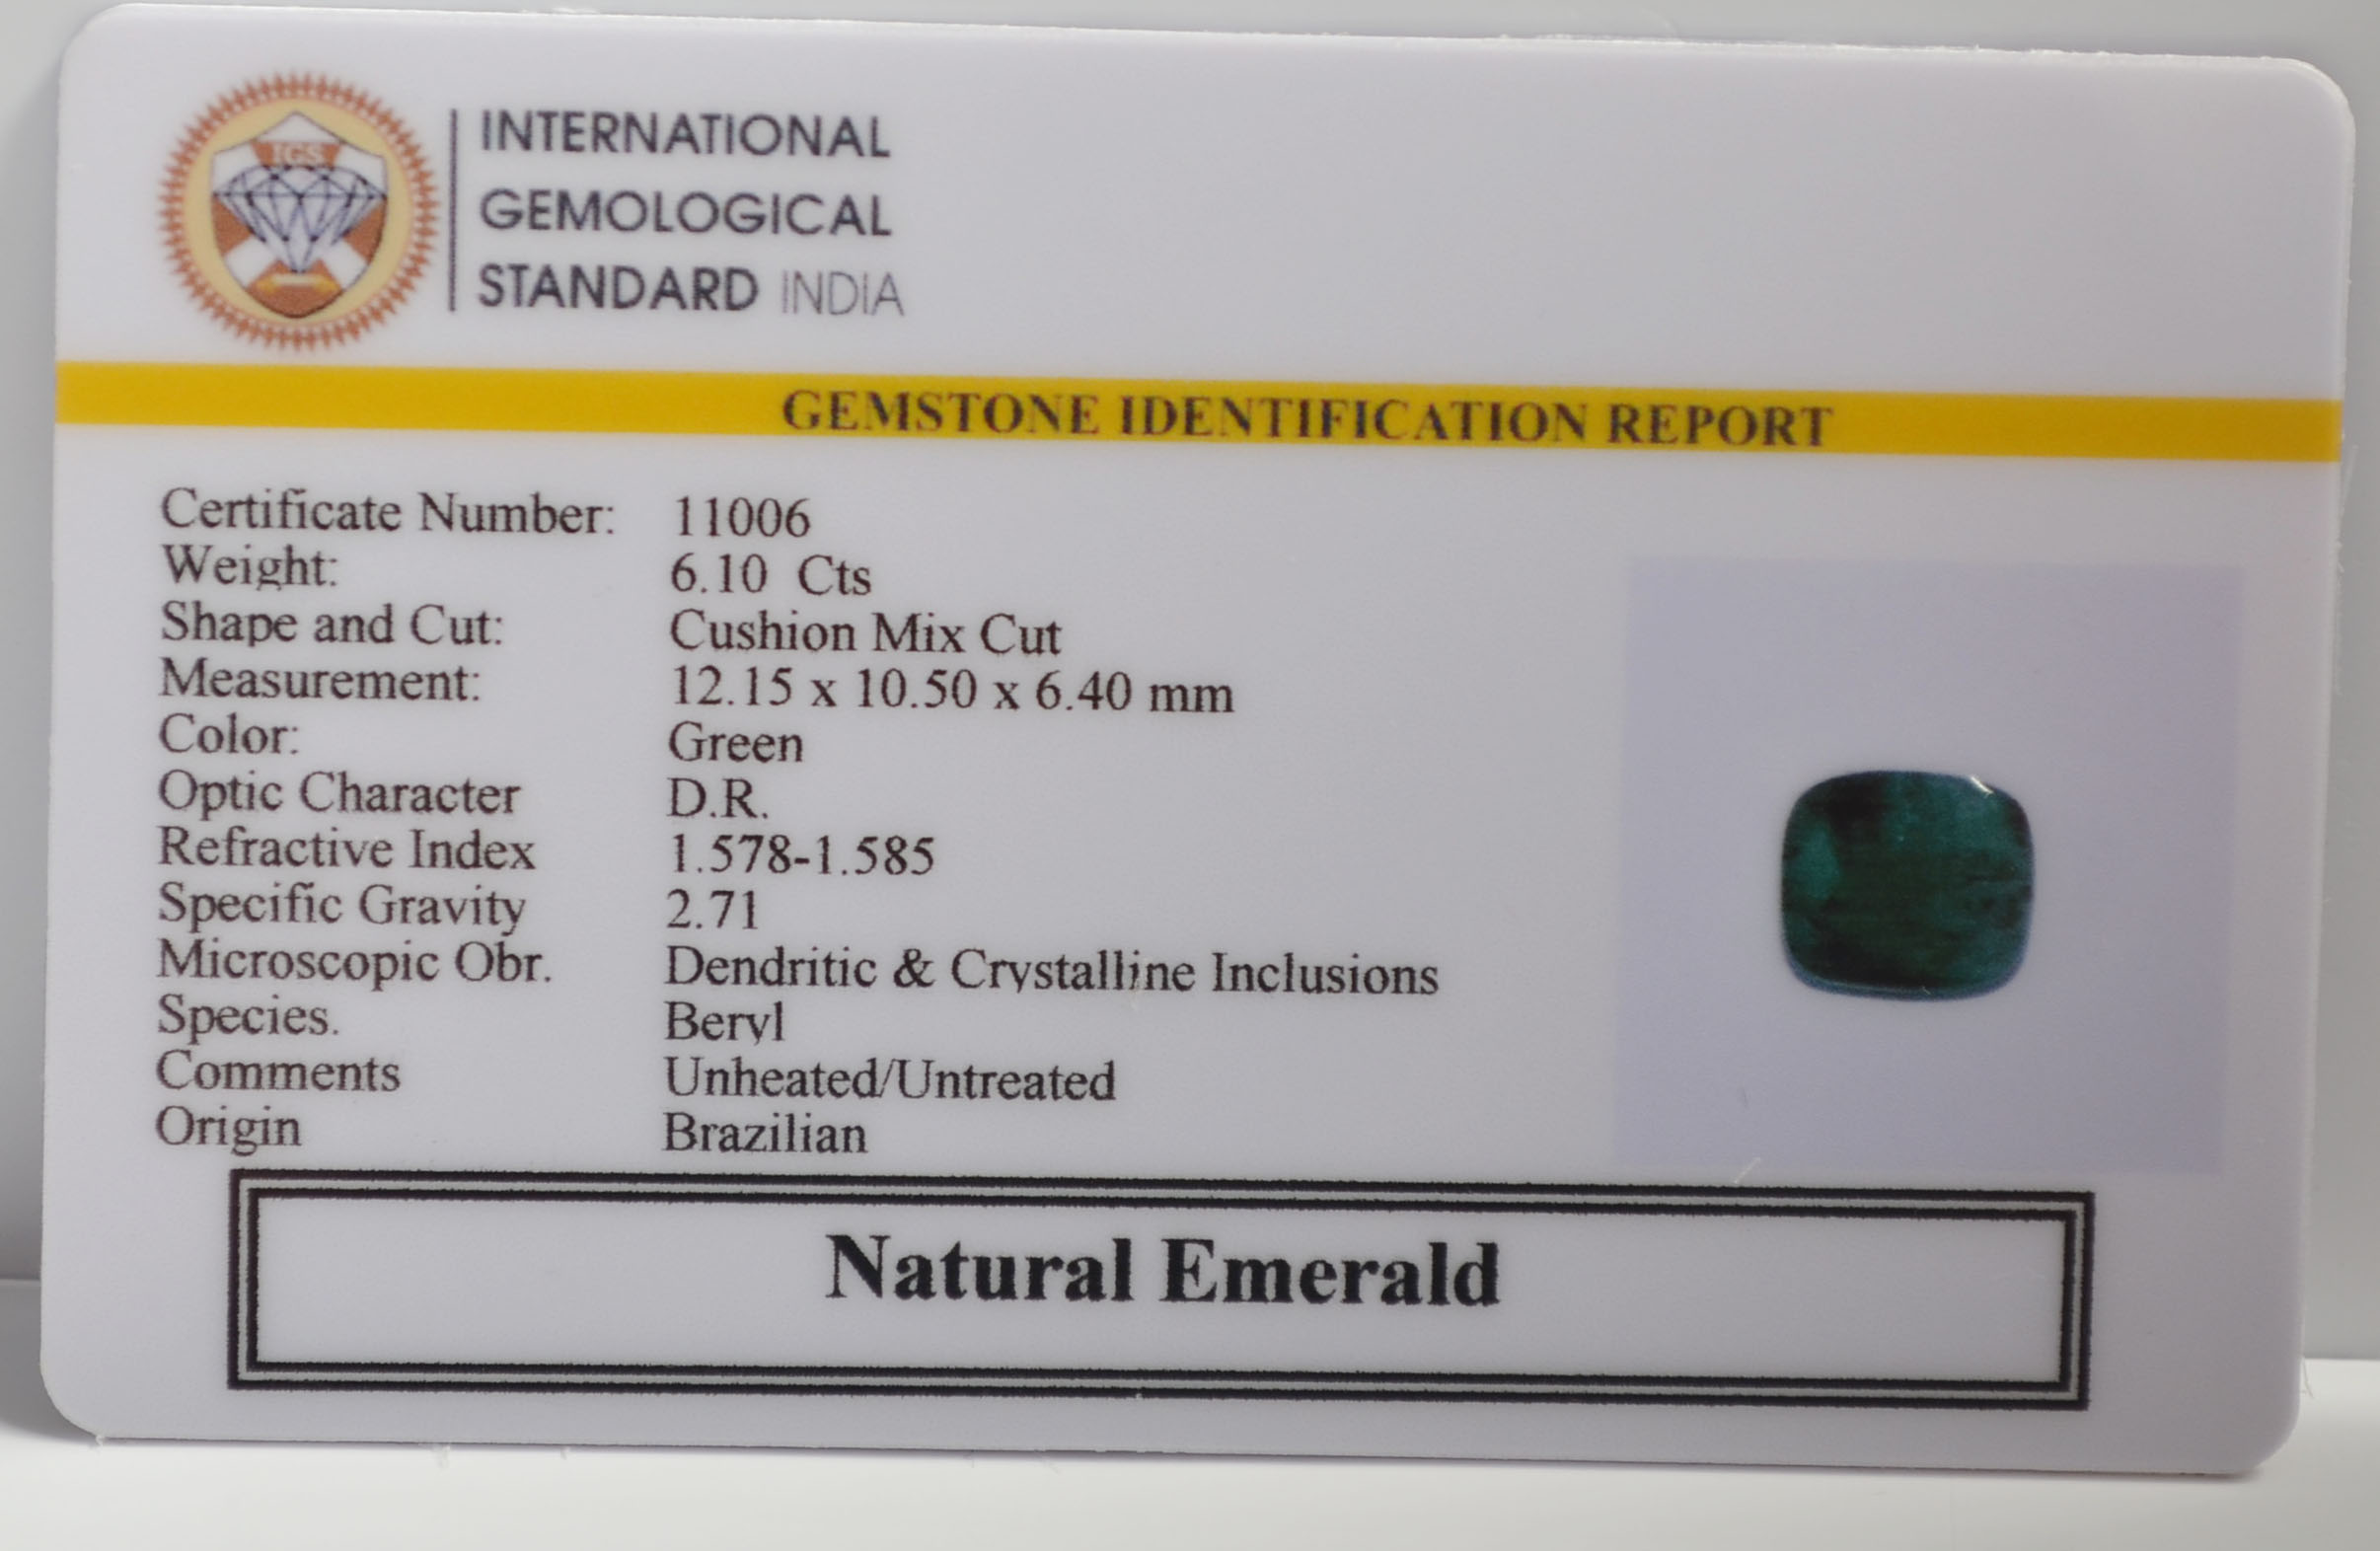 IGS
INTERNATIONAL
GEMOLOGICAL
STANDARD INDIA
GEMSTONE IDENTIFICATION REPORT
Certificate Number: 11006
Weight: 6.10 Cts
Shape and Cut: Cushion Mix Cut
Measurement: 12.15 x 10.50 x 6.40 mm
Color: Green
Optic Character D.R.
Refractive Index 1.578-1.585
Specific Gravity 2.71
Microscopic Obr. Dendritic & Crystalline Inclusions
Species. Beryl
Comments Unheated/Untreated
Origin Brazilian
Natural Emerald